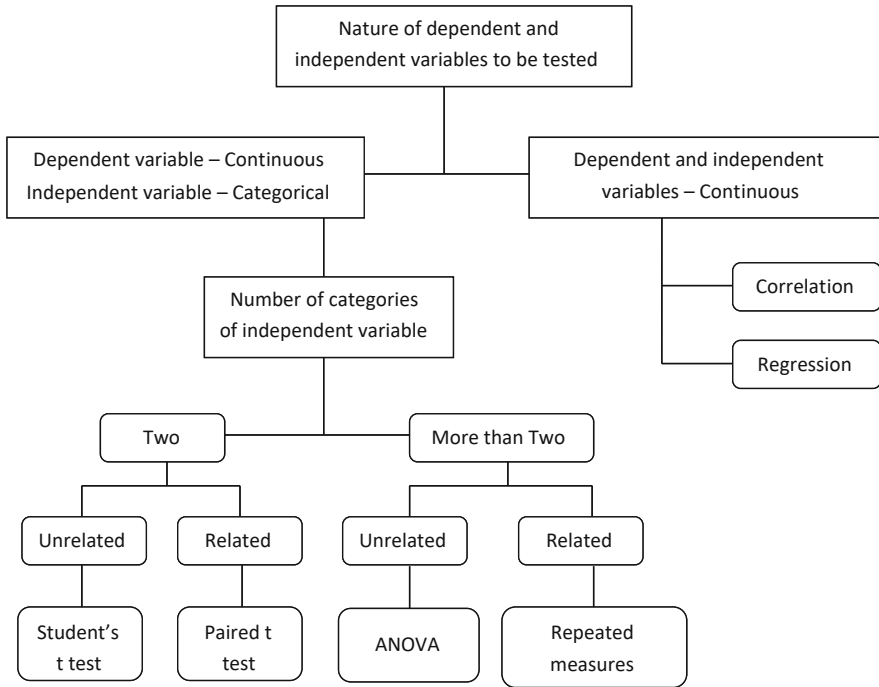 Nature of dependent and
independent variables to be tested
Dependent variable – Continuous
Independent variable – Categorical
Dependent and independent
variables – Continuous
Number of categories
of independent variable
Correlation
Regression
Two
More than Two
Unrelated
Related
Unrelated
Related
Student's
t test
Paired t
test
ANOVA
Repeated
measures